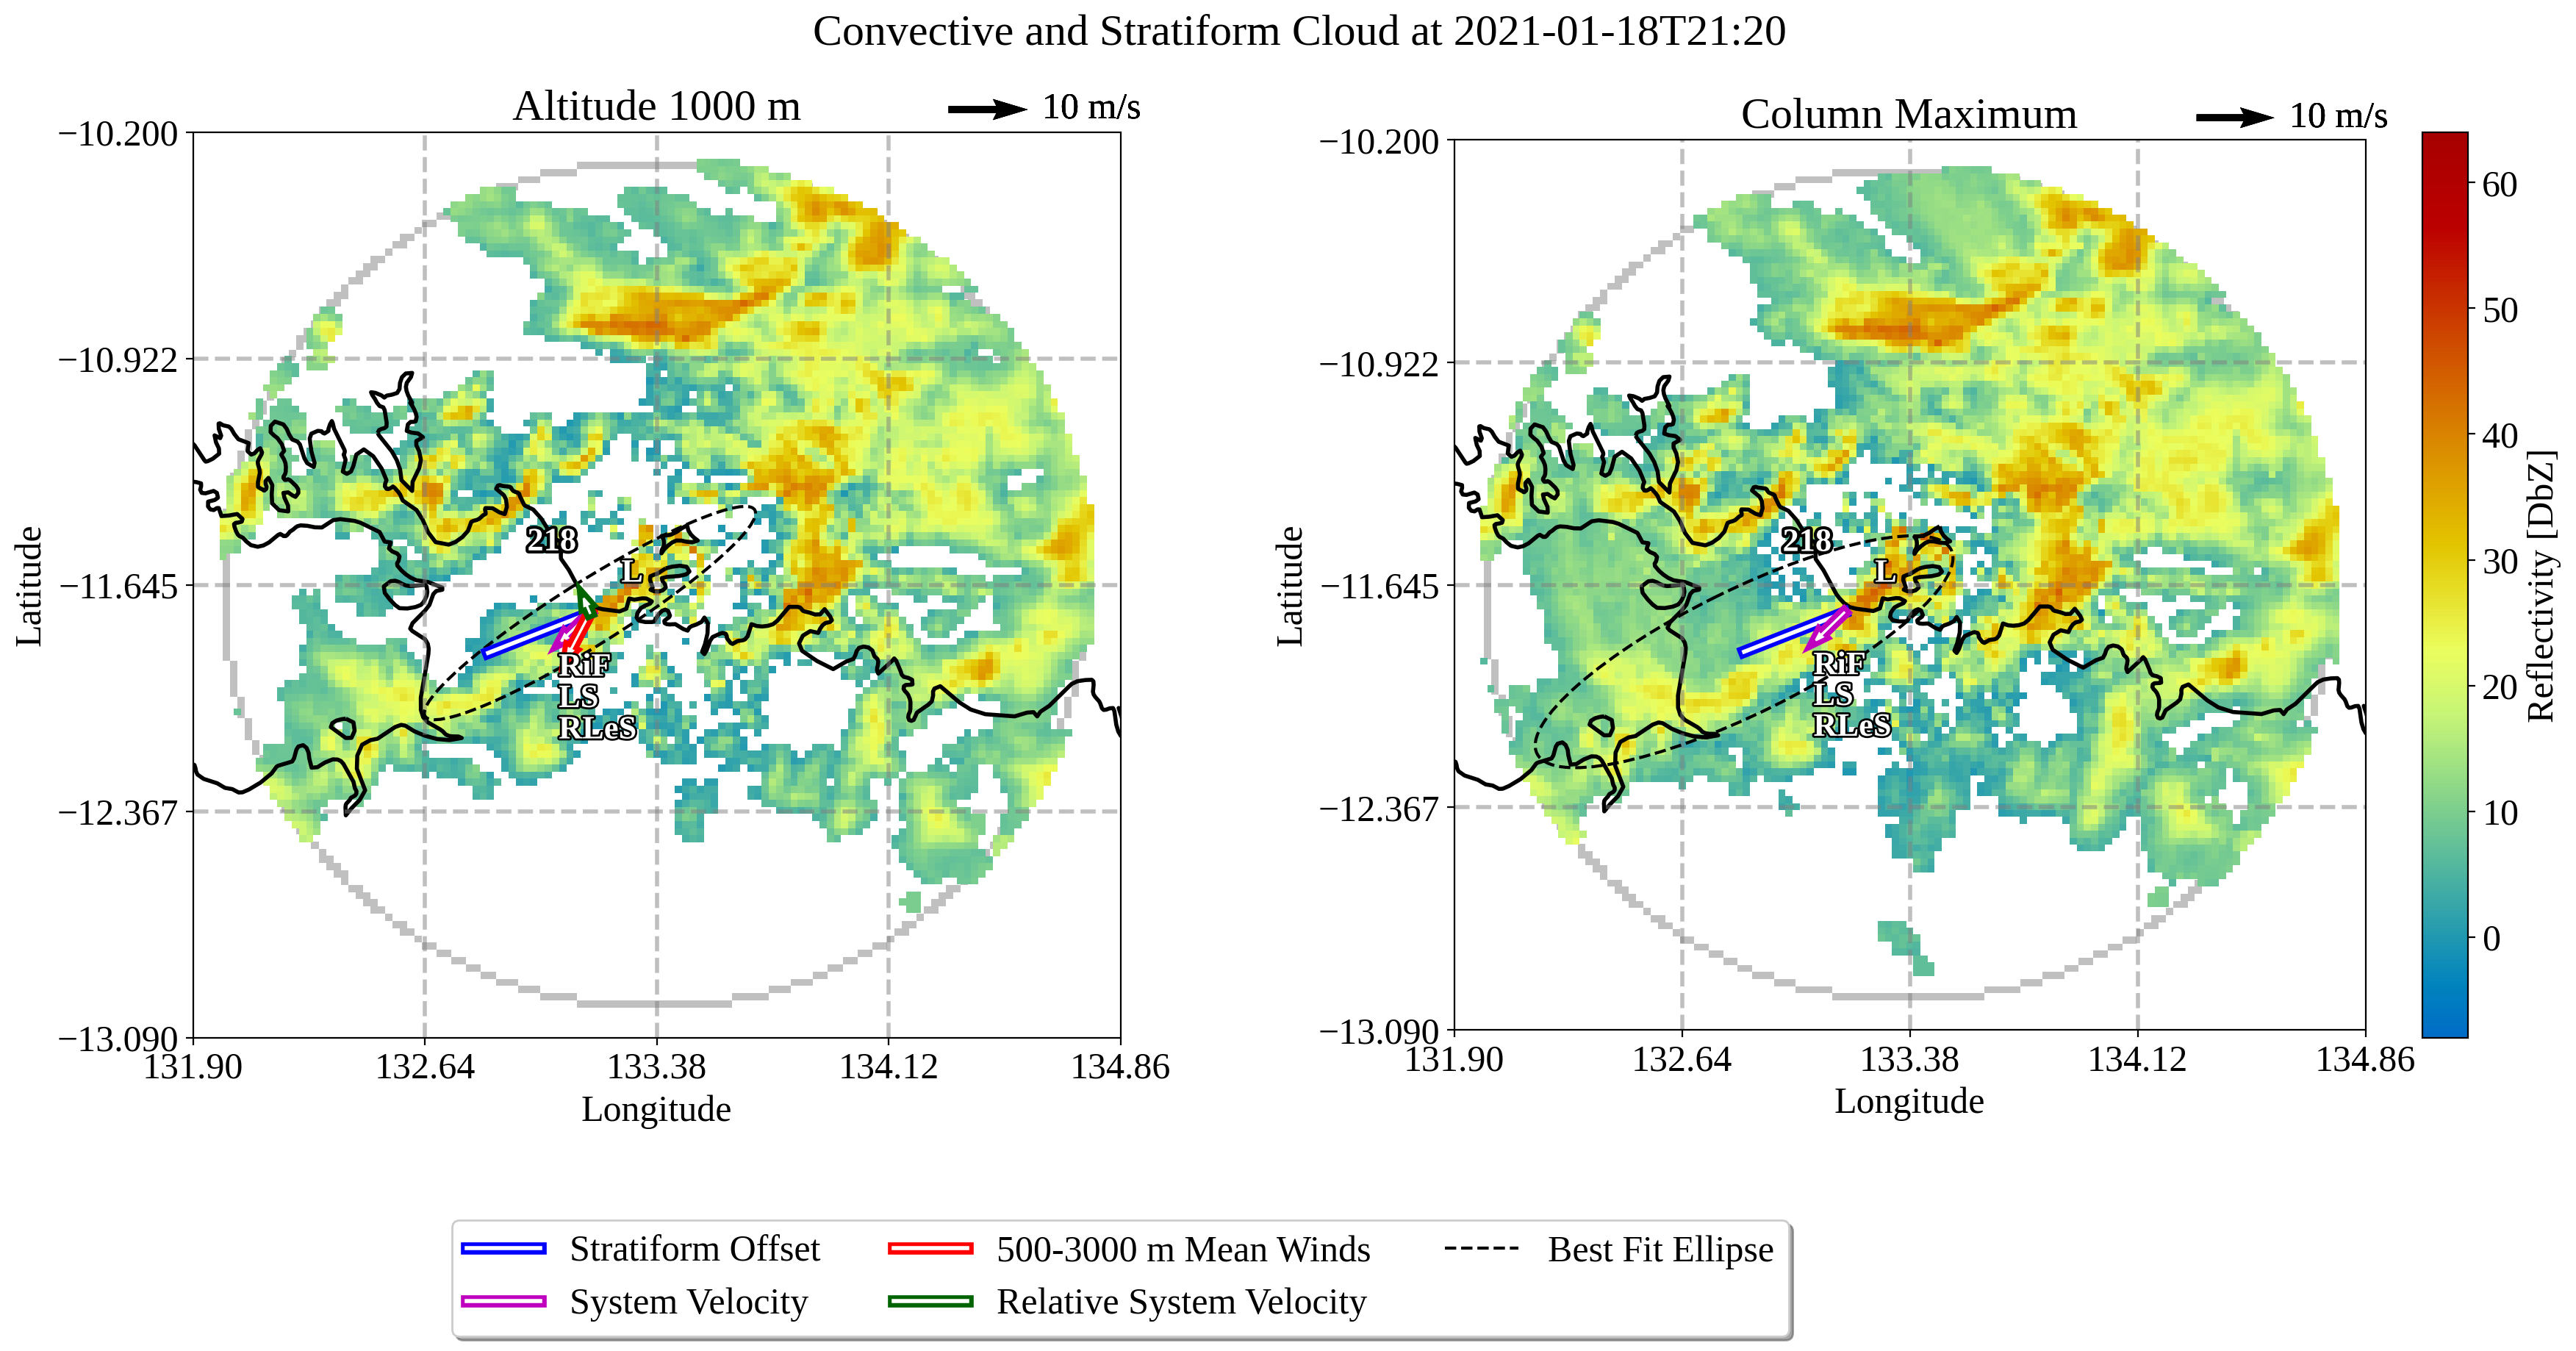 Convective and Stratiform Cloud at 2021-01-18T21:20
Altitude 1000 m
10 m/s
−10.200
−10.922
−11.645
−12.367
−13.090
131.90
132.64
133.38
134.12
134.86
Latitude
Longitude
218
L
RiF
LS
RLeS
Column Maximum
10 m/s
−10.200
−10.922
−11.645
−12.367
−13.090
131.90
132.64
133.38
134.12
134.86
Latitude
Longitude
218
L
RiF
LS
RLeS
60
50
40
30
20
10
0
Reflectivity [DbZ]
Stratiform Offset
System Velocity
500-3000 m Mean Winds
Relative System Velocity
Best Fit Ellipse